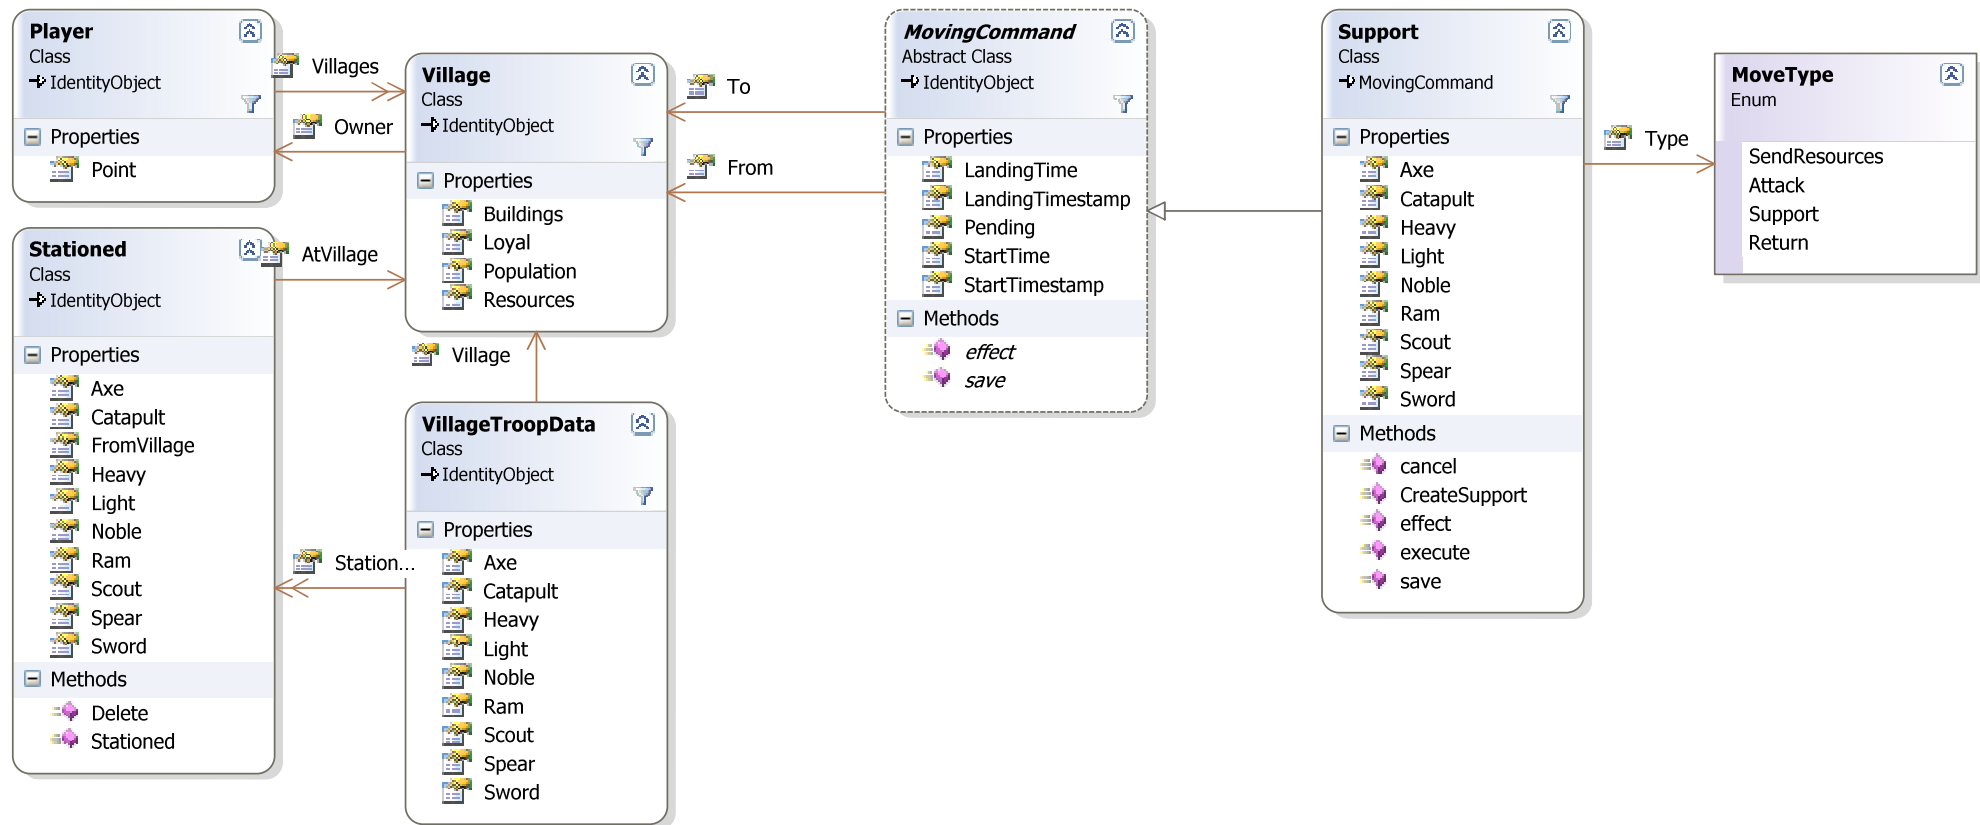 Player
Class
IdentityObject
Properties
Point
Villages
Owner
Village
Class
IdentityObject
Properties
Buildings
Loyal
Population
Resources
To
From
MovingCommand
Abstract Class
IdentityObject
Properties
LandingTime
LandingTimestamp
Pending
StartTime
StartTimestamp
Methods
effect
save
Support
Class
MovingCommand
Properties
Axe
Catapult
Heavy
Light
Noble
Ram
Scout
Spear
Sword
Methods
cancel
CreateSupport
effect
execute
save
Type
MoveType
Enum
SendResources
Attack
Support
Return
Stationed
Class
IdentityObject
Properties
Axe
Catapult
FromVillage
Heavy
Light
Noble
Ram
Scout
Spear
Sword
Methods
Delete
Stationed
AtVillage
Village
Station...
VillageTroopData
Class
IdentityObject
Properties
Axe
Catapult
Heavy
Light
Noble
Ram
Scout
Spear
Sword